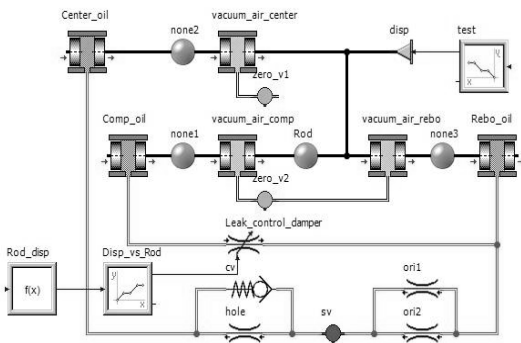 Center_oil
none2
vacuum_air_center
disp
test
y
x
zero_v1
Comp_oil
none1
vacuum_air_comp
Rod
vacuum_air_rebo
none3
Rebo_oil
zero_v2
Leak_control_damper
Rod_disp
Disp_vs_Rod
cv
f(x)
y
x
hole
sv
ori1
ori2